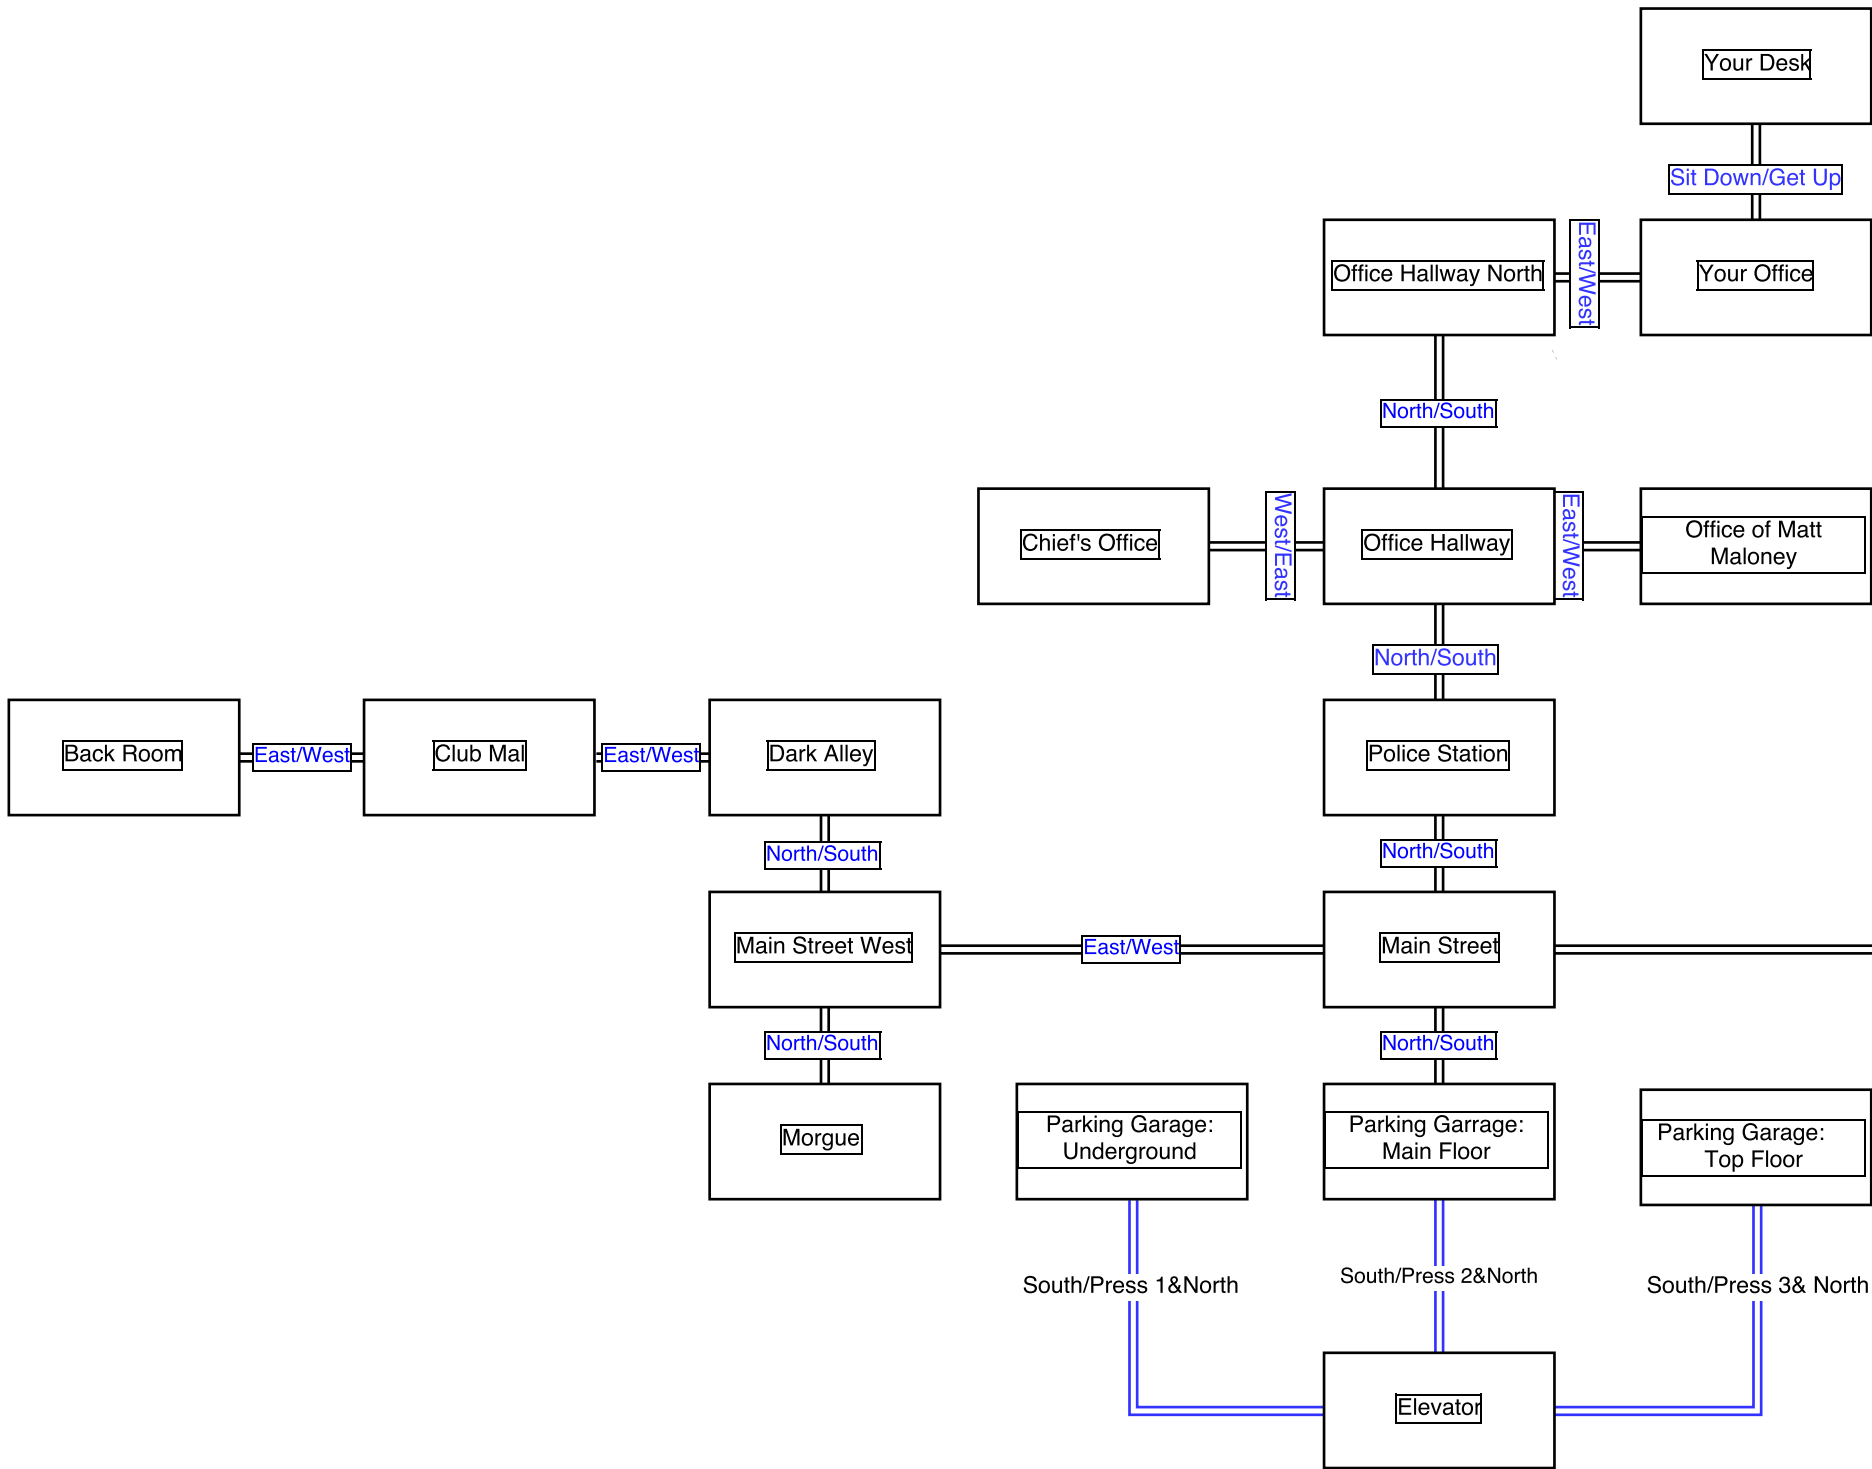 Your Desk
Sit Down/Get Up
Office Hallway North
East/West
Your Office
North/South
Chief's Office
West/East
Office Hallway
East/West
Office of Matt
Maloney
North/South
Back Room
East/West
Club Mal
East/West
Dark Alley
Police Station
North/South
North/South
Main Street West
East/West
Main Street
North/South
North/South
Morgue
Parking Garage:
Underground
Parking Garrage:
Main Floor
Parking Garage:
Top Floor
South/Press 1&North
South/Press 2&North
South/Press 3& North
Elevator